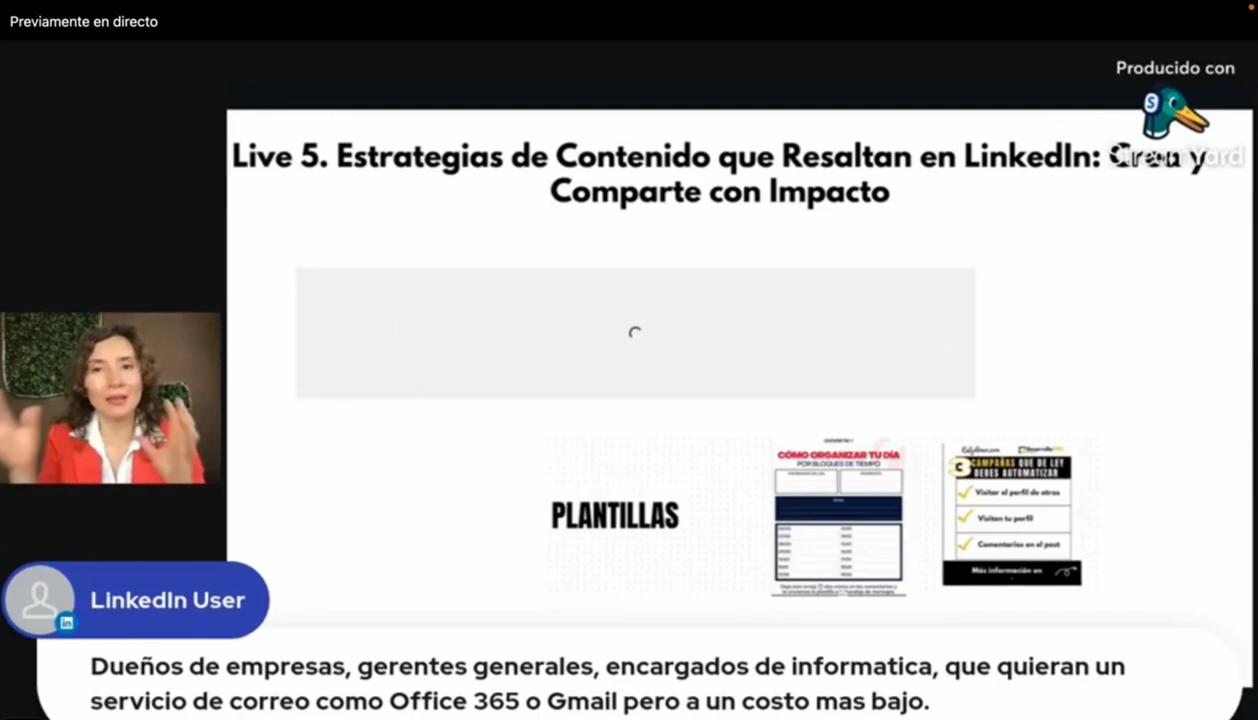 Previamente en directo
Producido con
StreamYard
Live 5. Estrategias de Contenido que Resaltan en LinkedIn: Crea y
Comparte con Impacto
PLANTILLAS
CÓMO ORGANIZAR TU DÍA
POR BLOQUES DE TIEMPO
CAMPAÑAS QUE DE LEY
DEBES AUTOMATIZAR
Visitar el perfil de otros
Visitan tu perfil
Comentarios en el post
Más información en
LinkedIn User
in
Dueños de empresas, gerentes generales, encargados de informatica, que quieran un
servicio de correo como Office 365 o Gmail pero a un costo mas bajo.